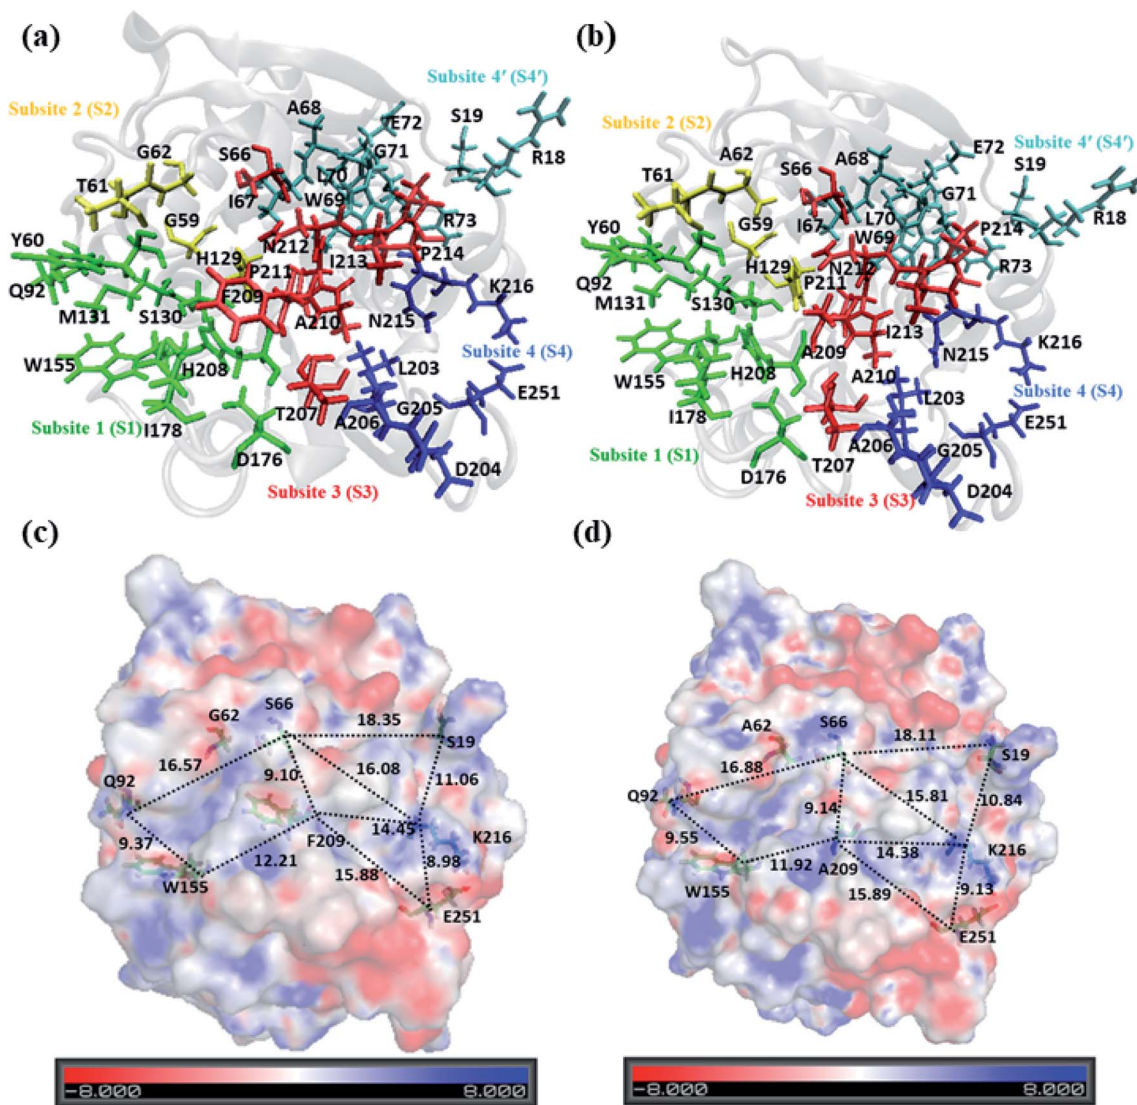 (a)
Subsite 4′ (S4′)
Subsite 2 (S2)
A68
E72
S19
G62
S66
G71
R18
T61
L70
I67
W69
G59
R73
Y60
N212
H129
I213
P214
P211
Q92
F209
K216
M131
S130
A210
N215
W155
H208
L203
Subsite 4 (S4)
E251
T207
G205
Subsite 1 (S1)
I178
A206
D176
D204
Subsite 3 (S3)
(b)
Subsite 2 (S2)
Subsite 4′ (S4′)
A68
E72
A62
S66
S19
T61
G71
R18
G59
I67
L70
P214
Y60
W69
H129
N212
R73
Q92
P211
M131
S130
I213
K216
N215
A209
W155
H208
A210
L203
Subsite 4 (S4)
I178
E251
Subsite 1 (S1)
A206
G205
D176
T207
D204
Subsite 3 (S3)
(c)
S66
G62
18.35
S19
16.57
16.08
11.06
Q92
9.10
14.45
K216
F209
9.37
12.21
8.98
15.88
W155
E251
-8.000
8.000
(d)
A62
S66
18.11
S19
16.88
15.81
10.84
Q92
9.14
9.55
14.38
K216
11.92
A209
W155
9.13
15.89
E251
-8.000
8.000